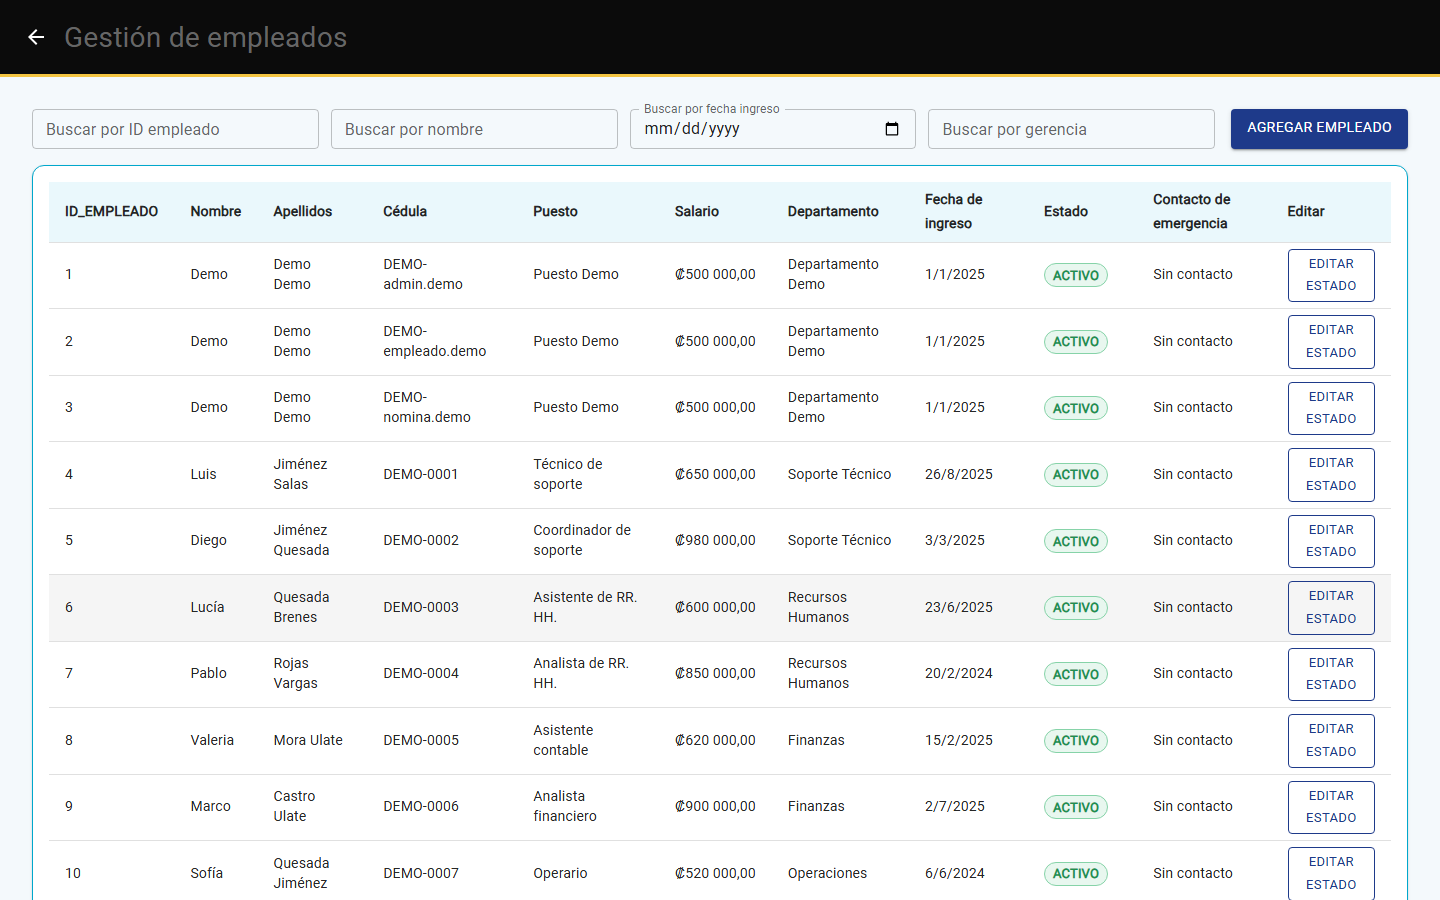 Gestión de empleados
Buscar por ID empleado
Buscar por nombre
Buscar por fecha ingreso
mm/dd/yyyy
Buscar por gerencia
AGREGAR EMPLEADO
ID_EMPLEADO Nombre Apellidos Cédula Puesto Salario Departamento Fecha de ingreso Estado Contacto de emergencia Editar
1 Demo Demo Demo DEMO-admin.demo Puesto Demo ₡500 000,00 Departamento Demo 1/1/2025 ACTIVO Sin contacto EDITAR ESTADO
2 Demo Demo Demo DEMO-empleado.demo Puesto Demo ₡500 000,00 Departamento Demo 1/1/2025 ACTIVO Sin contacto EDITAR ESTADO
3 Demo Demo Demo DEMO-nomina.demo Puesto Demo ₡500 000,00 Departamento Demo 1/1/2025 ACTIVO Sin contacto EDITAR ESTADO
4 Luis Jiménez Salas DEMO-0001 Técnico de soporte ₡650 000,00 Soporte Técnico 26/8/2025 ACTIVO Sin contacto EDITAR ESTADO
5 Diego Jiménez Quesada DEMO-0002 Coordinador de soporte ₡980 000,00 Soporte Técnico 3/3/2025 ACTIVO Sin contacto EDITAR ESTADO
6 Lucía Quesada Brenes DEMO-0003 Asistente de RR. HH. ₡600 000,00 Recursos Humanos 23/6/2025 ACTIVO Sin contacto EDITAR ESTADO
7 Pablo Rojas Vargas DEMO-0004 Analista de RR. HH. ₡850 000,00 Recursos Humanos 20/2/2024 ACTIVO Sin contacto EDITAR ESTADO
8 Valeria Mora Ulate DEMO-0005 Asistente contable ₡620 000,00 Finanzas 15/2/2025 ACTIVO Sin contacto EDITAR ESTADO
9 Marco Castro Ulate DEMO-0006 Analista financiero ₡900 000,00 Finanzas 2/7/2025 ACTIVO Sin contacto EDITAR ESTADO
10 Sofía Quesada Jiménez DEMO-0007 Operario ₡520 000,00 Operaciones 6/6/2024 ACTIVO Sin contacto EDITAR ESTADO